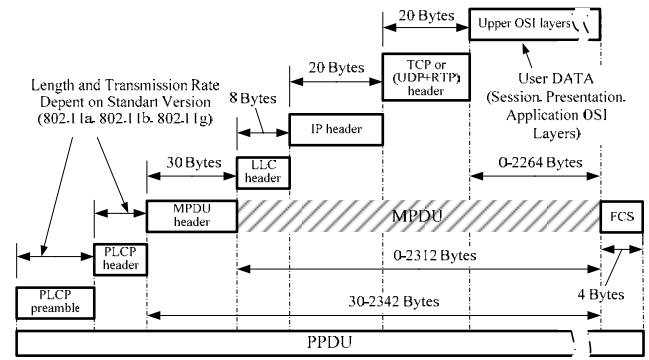 20 Bytes
Upper OSI layers
Length and Transmission Rate
Depent on Standart Version
(802.11a. 802.11b. 802.11g)
20 Bytes
TCP or
(UDP+RTP)
header
User DATA
(Session. Presentation.
Application OSI
Layers)
8 Bytes
IP header
30 Bytes
LLC
header
0-2264 Bytes
MPDU
header
MPDU
FCS
PLCP
header
0-2312 Bytes
4 Bytes
PLCP
preamble
30-2342 Bytes
PPDU